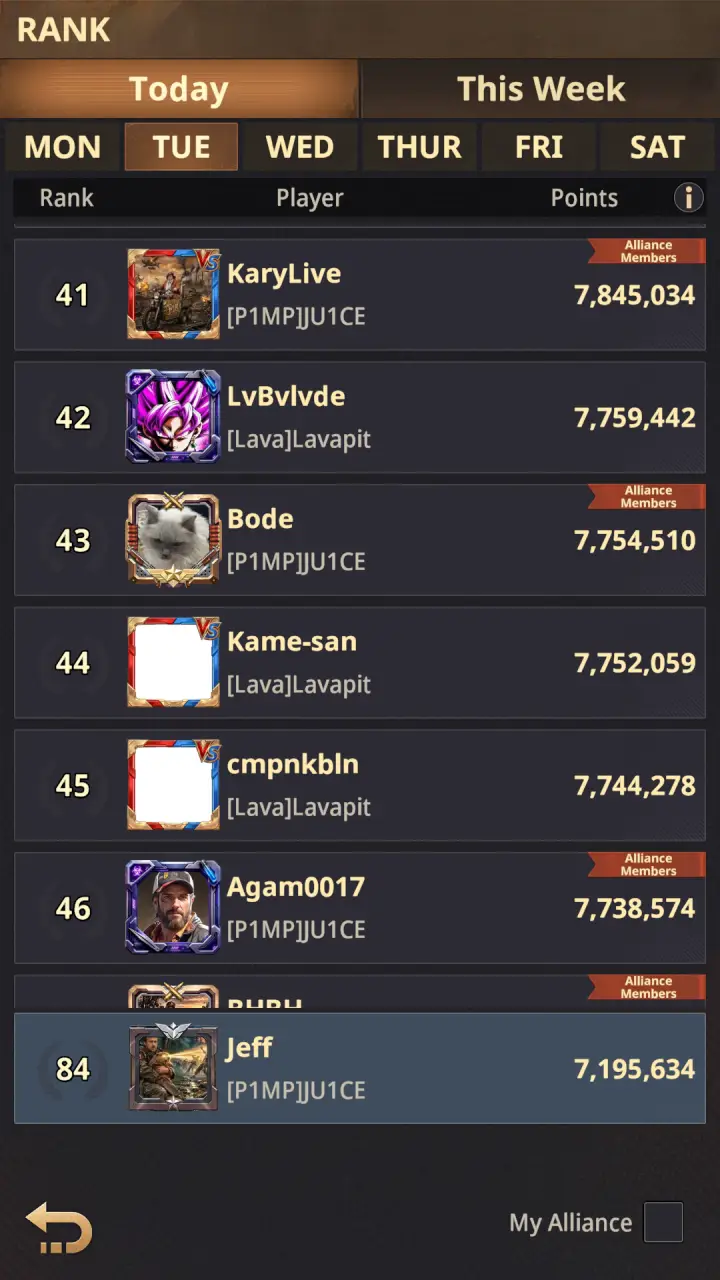 RANK
Today
This Week
MON
TUE
WED
THUR
FRI
SAT
Rank
Player
Points
i
41
VS
KaryLive
[P1MP]JU1CE
Alliance
Members
7,845,034
42
LvBvlvde
[Lava]Lavapit
7,759,442
43
Bode
[P1MP]JU1CE
Alliance
Members
7,754,510
44
VS
Kame-san
[Lava]Lavapit
7,752,059
45
VS
cmpnkbln
[Lava]Lavapit
7,744,278
46
Agam0017
[P1MP]JU1CE
Alliance
Members
7,738,574
Alliance
Members
84
Jeff
[P1MP]JU1CE
7,195,634
My Alliance